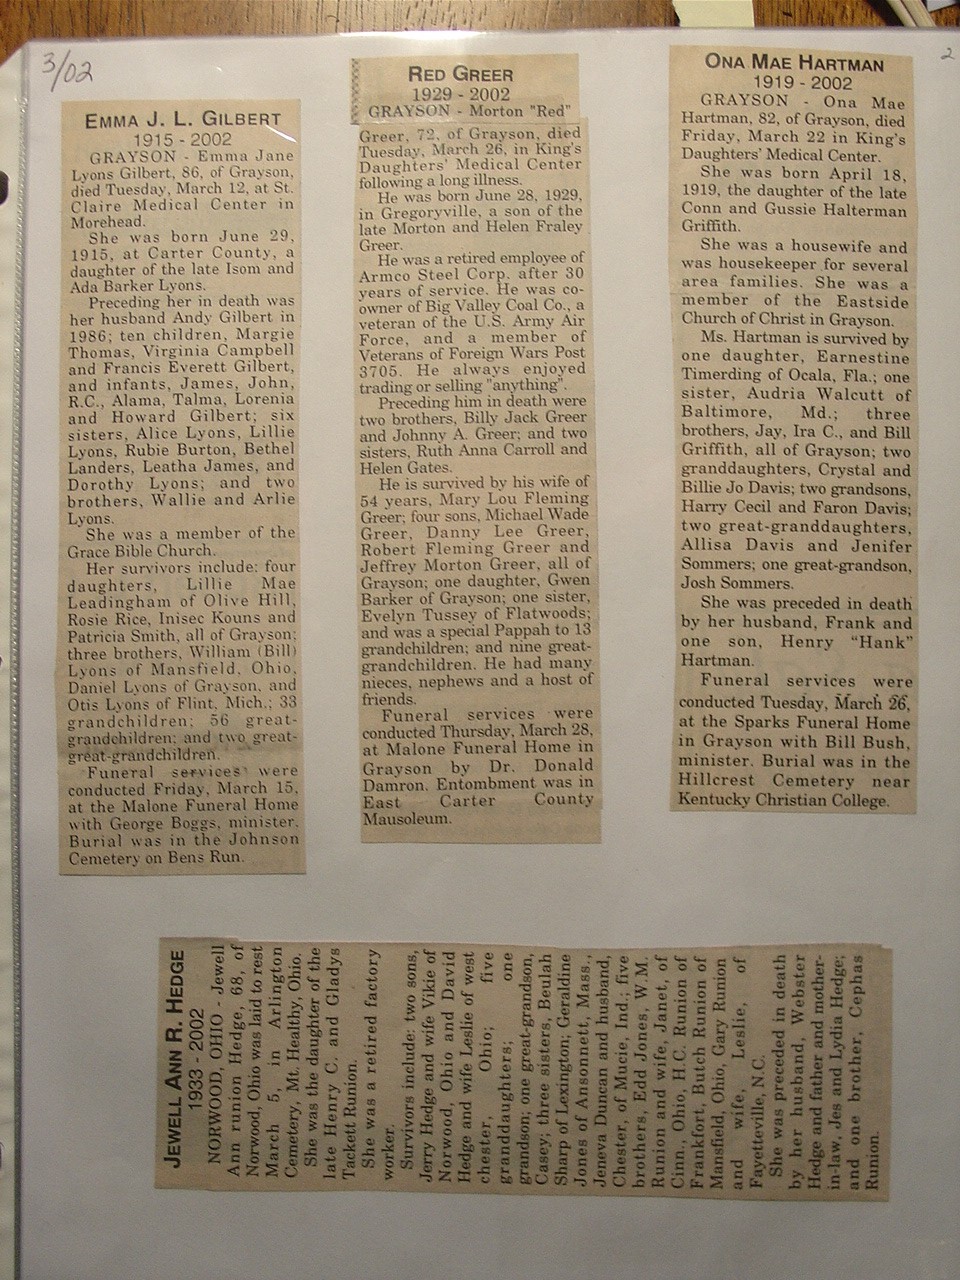 3/02
2
EMMA J. L. GILBERT
1915 - 2002
GRAYSON - Emma Jane
Lyons Gilbert, 86, of Grayson,
died Tuesday, March 12, at St.
Claire Medical Center in
Morehead.
She was born June 29,
1915, at Carter County, a
daughter of the late Isom and
Ada Barker Lyons.
Preceding her in death was
her husband Andy Gilbert in
1986; ten children, Margie
Thomas, Virginia Campbell
and Francis Everett Gilbert,
and infants, James, John,
R.C., Alama, Talma, Lorenia
and Howard Gilbert; six
sisters, Alice Lyons, Lillie
Lyons, Rubie Burton, Bethel
Landers, Leatha James, and
Dorothy Lyons; and two
brothers, Wallie and Arlie
Lyons.
She was a member of the
Grace Bible Church.
Her survivors include: four
daughters, Lillie Mae
Leadingham of Olive Hill,
Rosie Rice, Inisec Kouns and
Patricia Smith, all of Grayson;
three brothers, William (Bill)
Lyons of Mansfield, Ohio,
Daniel Lyons of Grayson, and
Otis Lyons of Flint, Mich.; 33
grandchildren; 56 great-
grandchildren; and two great-
great-grandchildren.
Funeral services were
conducted Friday, March 15,
at the Malone Funeral Home
with George Boggs, minister.
Burial was in the Johnson
Cemetery on Bens Run.
RED GREER
1929 - 2002
GRAYSON - Morton "Red"
Greer, 72, of Grayson, died
Tuesday, March 26, in King's
Daughters' Medical Center
following a long illness.
He was born June 28, 1929,
in Gregoryville, a son of the
late Morton and Helen Fraley
Greer.
He was a retired employee of
Armco Steel Corp. after 30
years of service. He was co-
owner of Big Valley Coal Co., a
veteran of the U.S. Army Air
Force, and a member of
Veterans of Foreign Wars Post
3705. He always enjoyed
trading or selling "anything".
Preceding him in death were
two brothers, Billy Jack Greer
and Johnny A. Greer; and two
sisters, Ruth Anna Carroll and
Helen Gates.
He is survived by his wife of
54 years, Mary Lou Fleming
Greer; four sons, Michael Wade
Greer, Danny Lee Greer,
Robert Fleming Greer and
Jeffrey Morton Greer, all of
Grayson; one daughter, Gwen
Barker of Grayson; one sister,
Evelyn Tussey of Flatwoods;
and was a special Pappah to 13
grandchildren; and nine great-
grandchildren. He had many
nieces, nephews and a host of
friends.
Funeral services were
conducted Thursday, March 28,
at Malone Funeral Home in
Grayson by Dr. Donald
Damron. Entombment was in
East Carter County
Mausoleum.
ONA MAE HARTMAN
1919 - 2002
GRAYSON - Ona Mae
Hartman, 82, of Grayson, died
Friday, March 22 in King's
Daughters' Medical Center.
She was born April 18,
1919, the daughter of the late
Conn and Gussie Halterman
Griffith.
She was a housewife and
was housekeeper for several
area families. She was a
member of the Eastside
Church of Christ in Grayson.
Ms. Hartman is survived by
one daughter, Earnestine
Timerding of Ocala, Fla.; one
sister, Audria Walcutt of
Baltimore, Md.; three
brothers, Jay, Ira C., and Bill
Griffith, all of Grayson; two
granddaughters, Crystal and
Billie Jo Davis; two grandsons,
Harry Cecil and Faron Davis;
two great-granddaughters,
Allisa Davis and Jenifer
Sommers; one great-grandson,
Josh Sommers.
She was preceded in death
by her husband, Frank and
one son, Henry "Hank"
Hartman.
Funeral services were
conducted Tuesday, March 26,
at the Sparks Funeral Home
in Grayson with Bill Bush,
minister. Burial was in the
Hillcrest Cemetery near
Kentucky Christian College.
JEWELL ANN R. HEDGE
1933 - 2002
NORWOOD, OHIO - Jewell
Ann runion Hedge, 68, of
Norwood, Ohio was laid to rest
March 5, in Arlington
Cemetery, Mt. Healthy, Ohio.
She was the daughter of the
late Henry C. and Gladys
Tackett Runion.
She was a retired factory
worker.
Survivors include: two sons,
Jerry Hedge and wife Vikie of
Norwood, Ohio and David
Hedge and wife Leslie of west
chester, Ohio; five
granddaughters; one
grandson; one great-grandson,
Casey; three sisters, Beulah
Sharp of Lexington; Geraldine
Jones of Ansonnett, Mass.,
Jeneva Duncan and husband,
Chester, of Mucie, Ind.; five
brothers, Edd Jones, W.M.
Runion and wife, Janet, of
Cinn., Ohio, H.C. Runion of
Frankfort, Butch Runion of
Mansfield, Ohio, Gary Runion
and wife, Leslie, of
Fayetteville, N.C.
She was preceded in death
by her husband, Webster
Hedge and father and mother-
in-law, Jes and Lydia Hedge;
and one brother, Cephas
Runion.